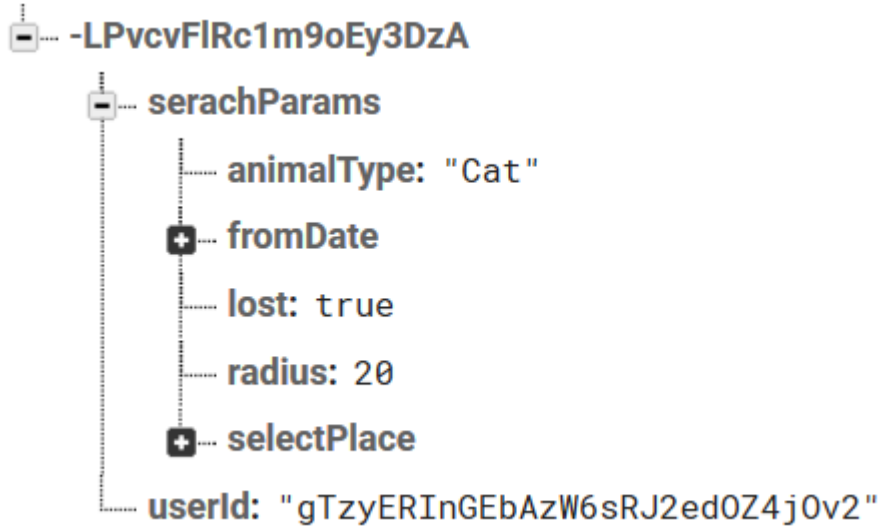 -LPvcvFlRc1m9oEy3DzA
serachParams
animalType: "Cat"
fromDate
lost: true
radius: 20
selectPlace
userId: "gTzyERInGEbAzW6sRJ2edOZ4jOv2"